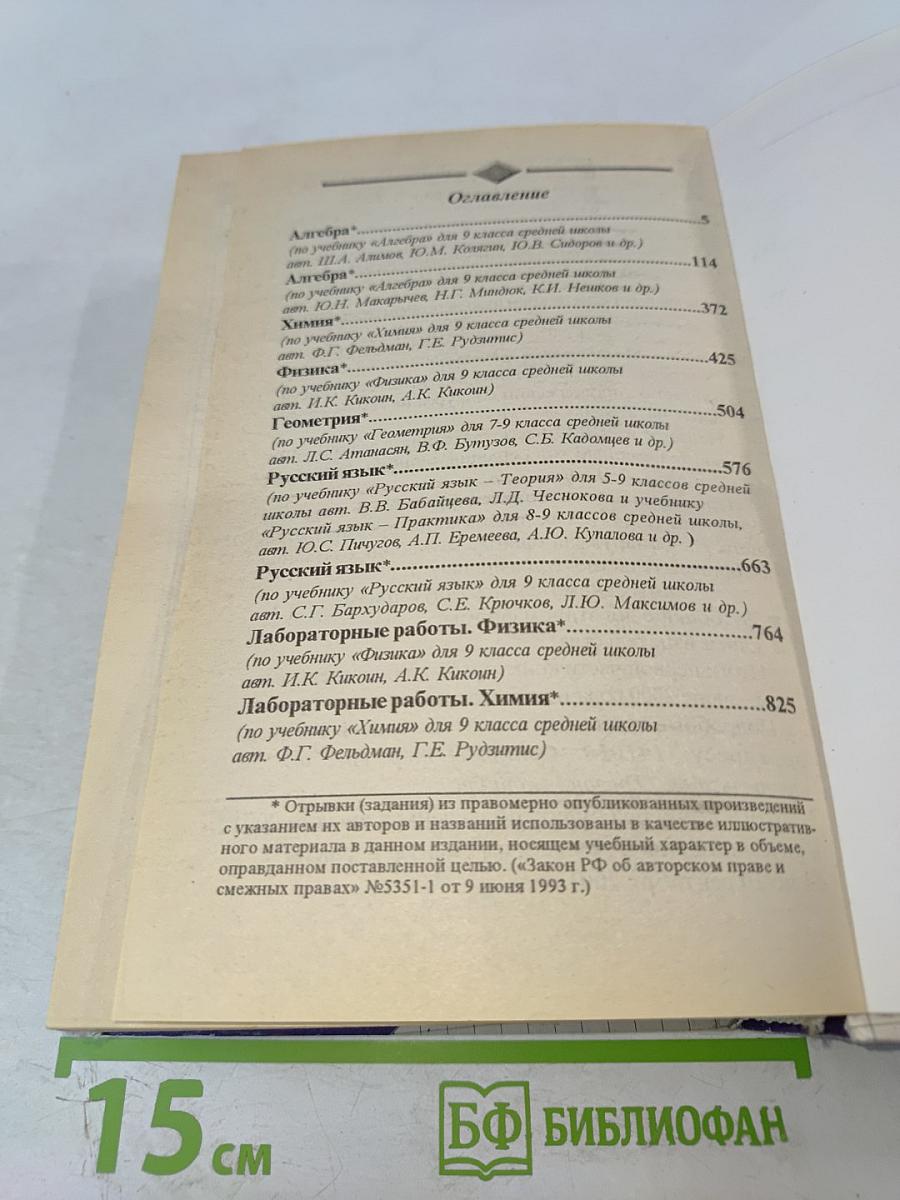 Оглавление
Алгебра*..........5
(по учебнику «Алгебра» для 9 класса средней школы
авт. Ш.А. Алимов, Ю.М. Колягин, Ю.В. Сидоров и др.)
Алгебра*..........114
(по учебнику «Алгебра» для 9 класса средней школы
авт. Ю.Н. Макарычев, Н.Г. Миндюк, К.И. Нешков и др.)
Химия*..........372
(по учебнику «Химия» для 9 класса средней школы
авт. Ф.Г. Фельдман, Г.Е. Рудзитис)
Физика*..........425
(по учебнику «Физика» для 9 класса средней школы
авт. И.К. Кикоин, А.К. Кикоин)
Геометрия*..........504
(по учебнику «Геометрия» для 7-9 класса средней школы
авт. Л.С. Атанасян, В.Ф. Бутузов, С.Б. Кадомцев и др.)
Русский язык*..........576
(по учебнику «Русский язык – Теория» для 5-9 классов средней
школы авт. В.В. Бабайцева, Л.Д. Чеснокова и учебнику
«Русский язык – Практика» для 8-9 классов средней школы,
авт. Ю.С. Пичугов, А.П. Еремеева, А.Ю. Купалова и др. )
Русский язык*..........663
(по учебнику «Русский язык» для 9 класса средней школы
авт. С.Г. Бархударов, С.Е. Крючков, Л.Ю. Максимов и др.)
Лабораторные работы. Физика*..........764
(по учебнику «Физика» для 9 класса средней школы
авт. И.К. Кикоин, А.К. Кикоин)
Лабораторные работы. Химия*..........825
(по учебнику «Химия» для 9 класса средней школы
авт. Ф.Г. Фельдман, Г.Е. Рудзитис)
* Отрывки (задания) из правомерно опубликованных произведений
с указанием их авторов и названий использованы в качестве иллюстратив-
ного материала в данном издании, носящем учебный характер в объеме,
оправданном поставленной целью. («Закон РФ об авторском праве и
смежных правах» №5351-1 от 9 июня 1993 г.)
15 см
БФ БИБЛИОФАН